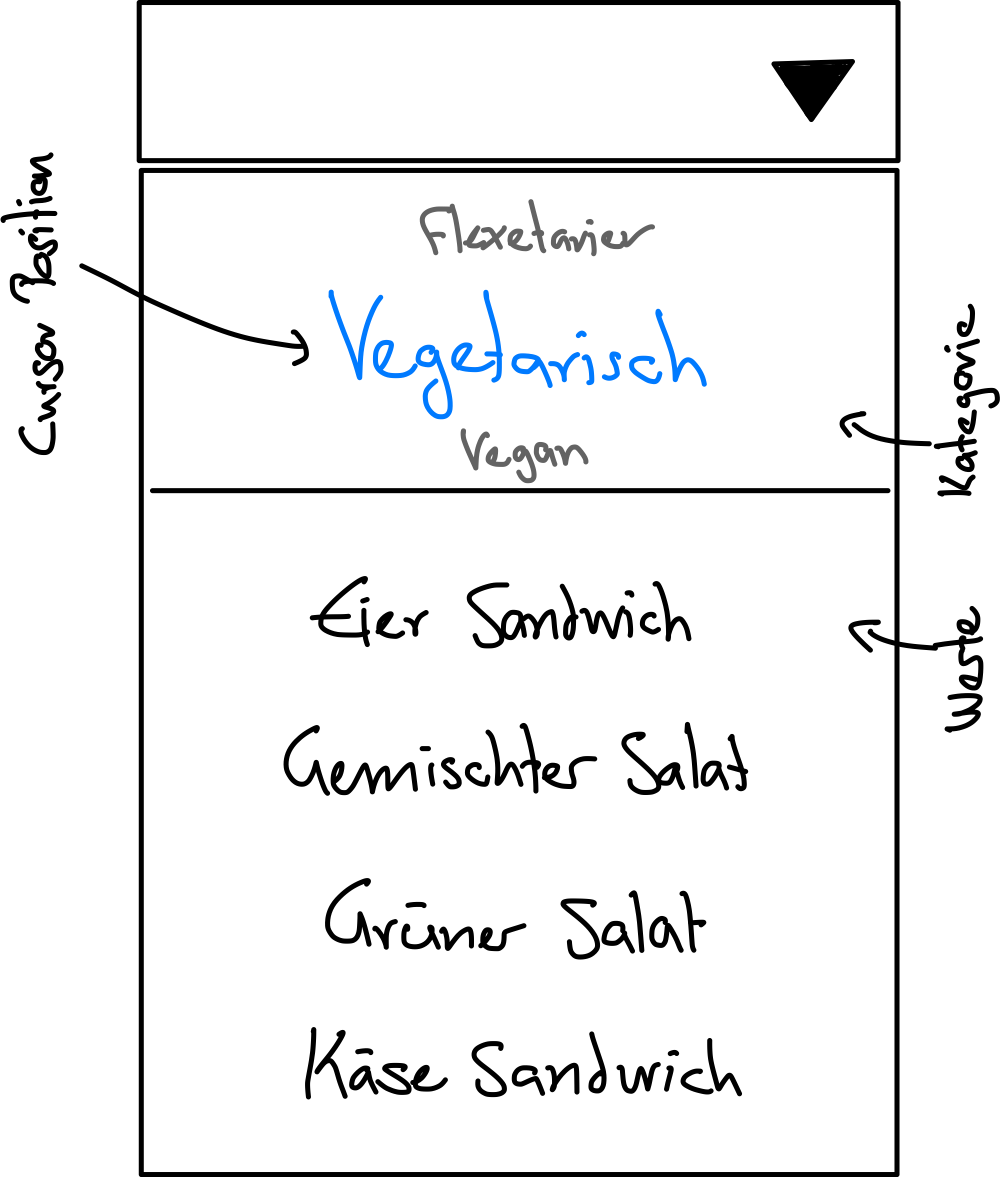 Flexetarier
Cursor Position
Vegetarisch
Kategorie
Vegan
Eier Sandwich
Werte
Gemischter Salat
Grüner Salat
Käse Sandwich